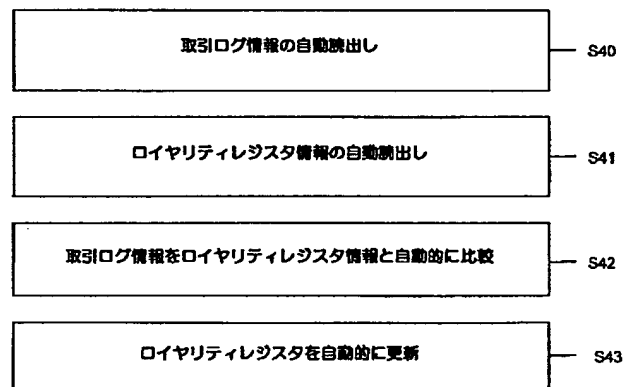 取引ログ情報の自動読出し
S40
ロイヤリティレジスタ情報の自動読出し
S41
取引ログ情報をロイヤリティレジスタ情報と自動的に比較
S42
ロイヤリティレジスタを自動的に更新
S43